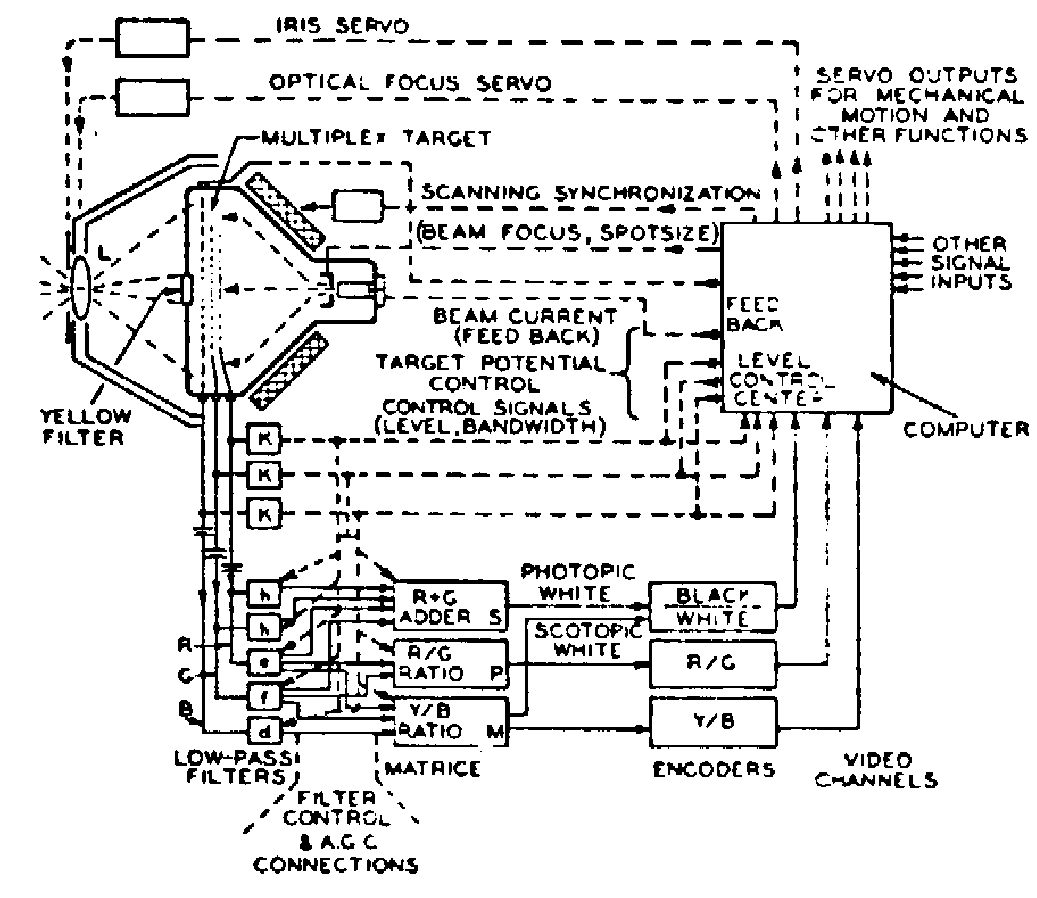 IRIS SERVO
OPTICAL FOCUS SERVO
SERVO OUTPUTS
FOR MECHANICAL
MOTION AND
OTHER FUNCTIONS
MULTIPLEX TARGET
SCANNING SYNCHRONIZATION
(BEAM FOCUS, SPOTSIZE)
L
OTHER
SIGNAL
INPUTS
FEED
BACK
BEAM CURRENT
(FEED BACK)
TARGET POTENTIAL
CONTROL
CONTROL SIGNALS
(LEVEL, BANDWIDTH)
LEVEL
CONTROL
CENTER
YELLOW
FILTER
COMPUTER
K
K
K
h
h
e
f
d
R
G
B
R+G
ADDER S
R/G
RATIO P
Y/B
RATIO M
PHOTOPIC
WHITE
SCOTOPIC
WHITE
BLACK
WHITE
R/G
Y/B
LOW-PASS
FILTERS
MATRICE
ENCODERS
VIDEO
CHANNELS
FILTER
CONTROL
& A.G.C
CONNECTIONS